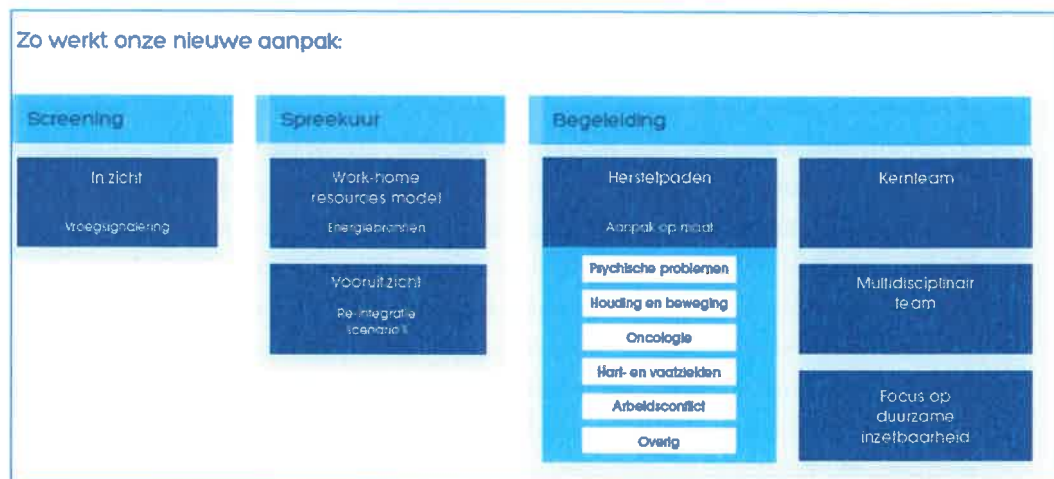 Zo werkt onze nieuwe aanpak:
Screening
In zicht
Vroegsignalering
Spreekuur
Work-home
resources model
Energiebronnen
Vooruitzicht
Re-integratie
scenario's
Begeleiding
Herstelpaden
Aanpak op maat
Psychische problemen
Houding en beweging
Oncologie
Hart- en vaatziekten
Arbeidsconflict
Overig
Kernteam
Multidisciplinair
team
Focus op
duurzame
inzetbaarheid